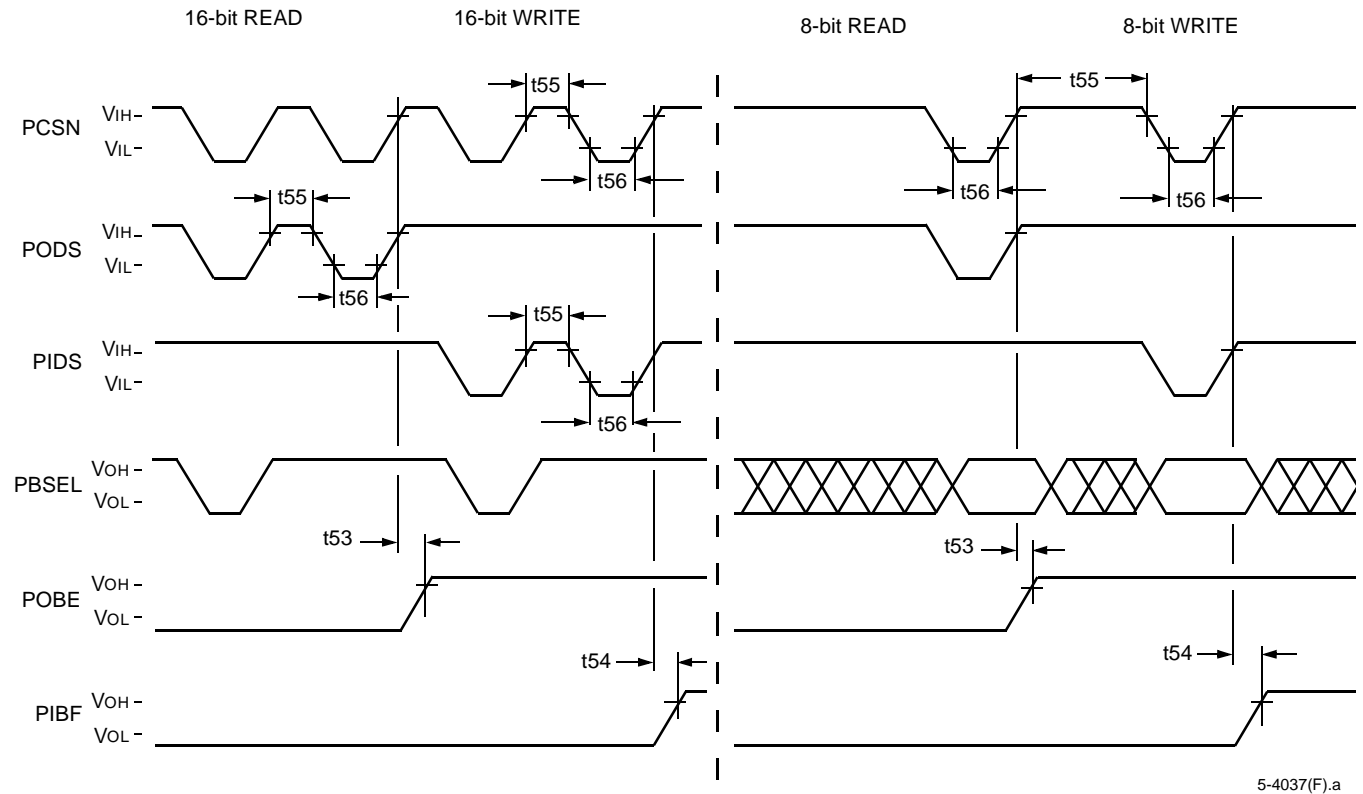 16-bit READ 16-bit WRITE 8-bit READ 8-bit WRITE
t55 t55
PCSN VIH–
VIL–
t56 t56 t56
t55
PODS VIH–
VIL–
t56
t55
PIDS VIH–
VIL–
t56
PBSEL VOH–
VOL–
t53 t53
POBE VOH–
VOL–
t54 t54
PIBF VOH–
VOL–
5-4037(F).a